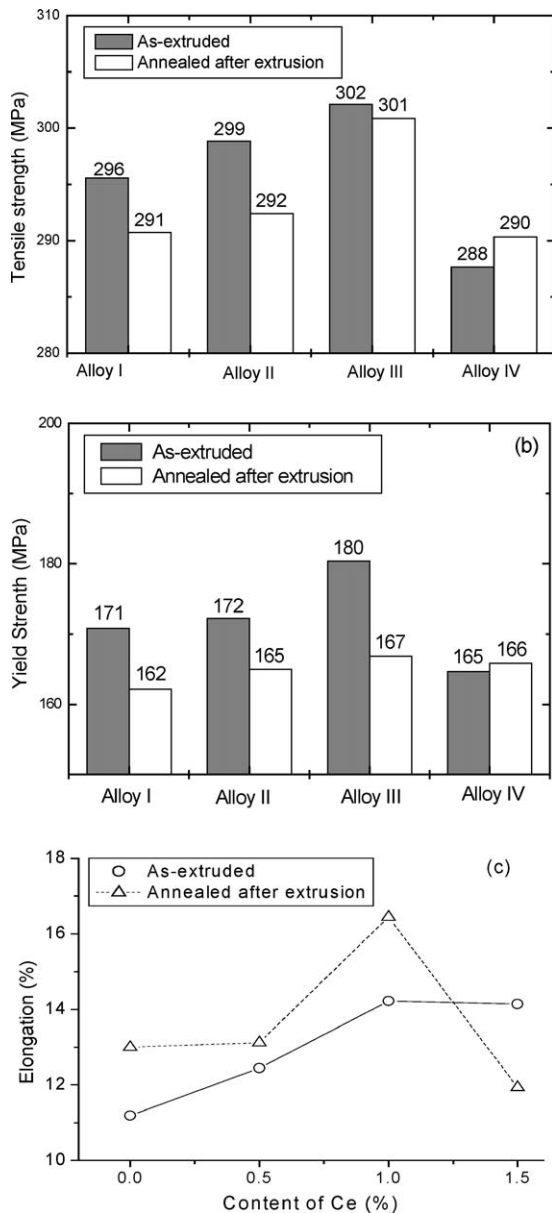 310
As-extruded
Annealed after extrusion
302
301
300
299
296
292
291
290
290
288
280
Tensile strength (MPa)
Alloy I
Alloy II
Alloy III
Alloy IV
200
(b)
As-extruded
Annealed after extrusion
180
180
172
171
167
166
165
165
162
160
Yield Strenth (MPa)
Alloy I
Alloy II
Alloy III
Alloy IV
18
As-extruded
(c)
Annealed after extrusion
16
14
12
10
Elongation (%)
0.0
0.5
1.0
1.5
Content of Ce (%)